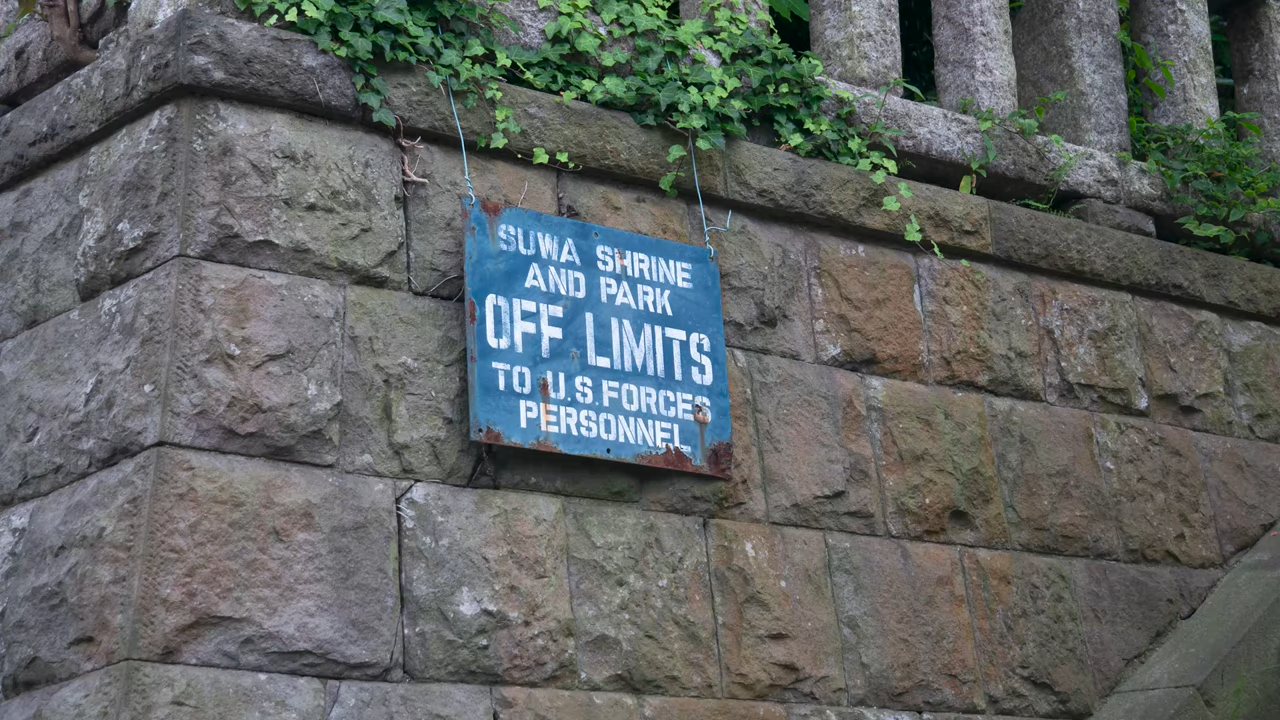 SUWA SHRINE
AND PARK
OFF LIMITS
TO U.S. FORCES
PERSONNEL